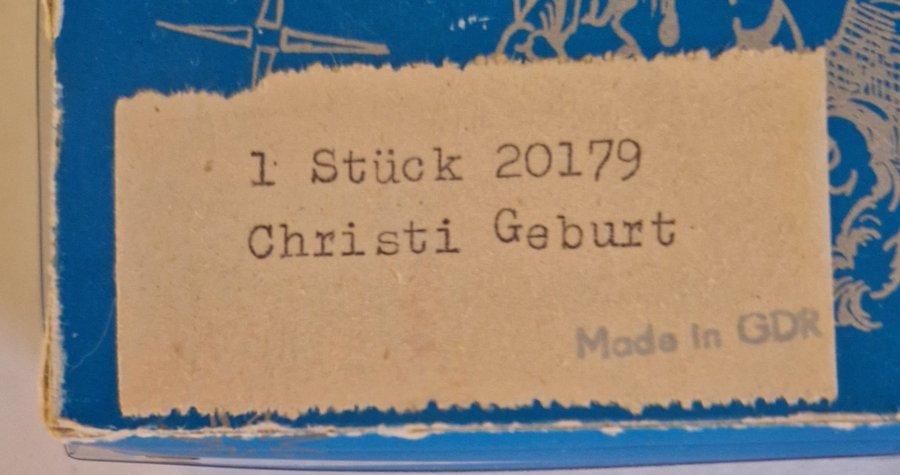 1 Stück 20179
Christi Geburt
Made in GDR